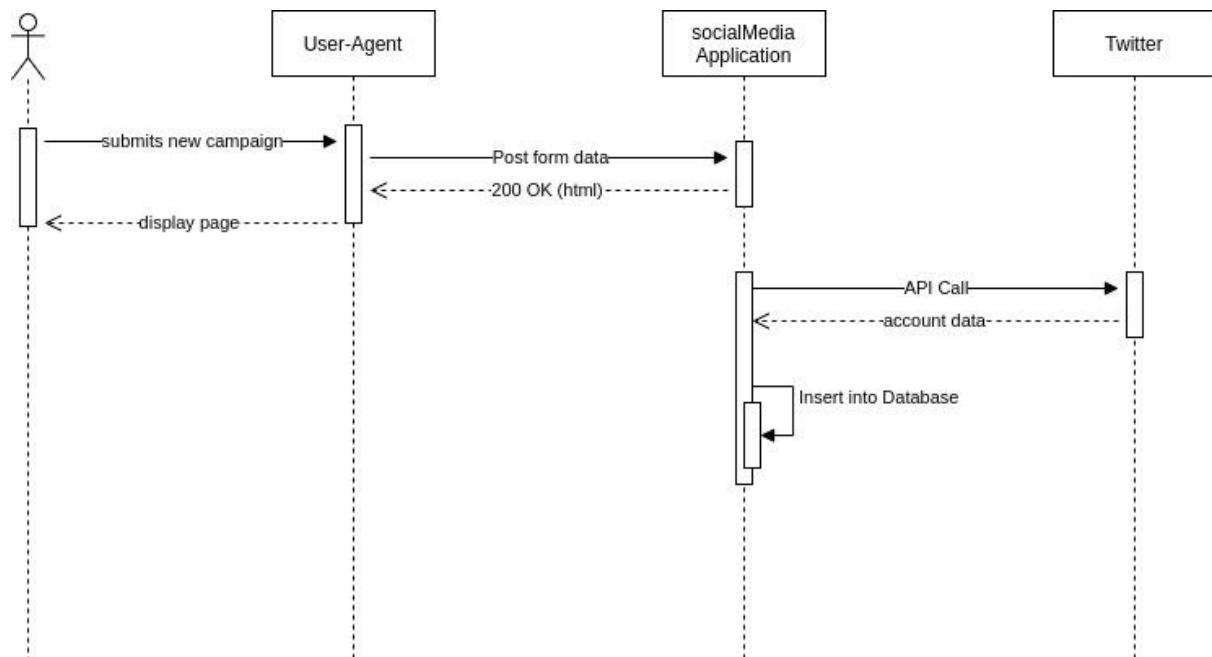 User-Agent
socialMedia
Application
Twitter
submits new campaign
Post form data
200 OK (html)
display page
API Call
account data
Insert into Database